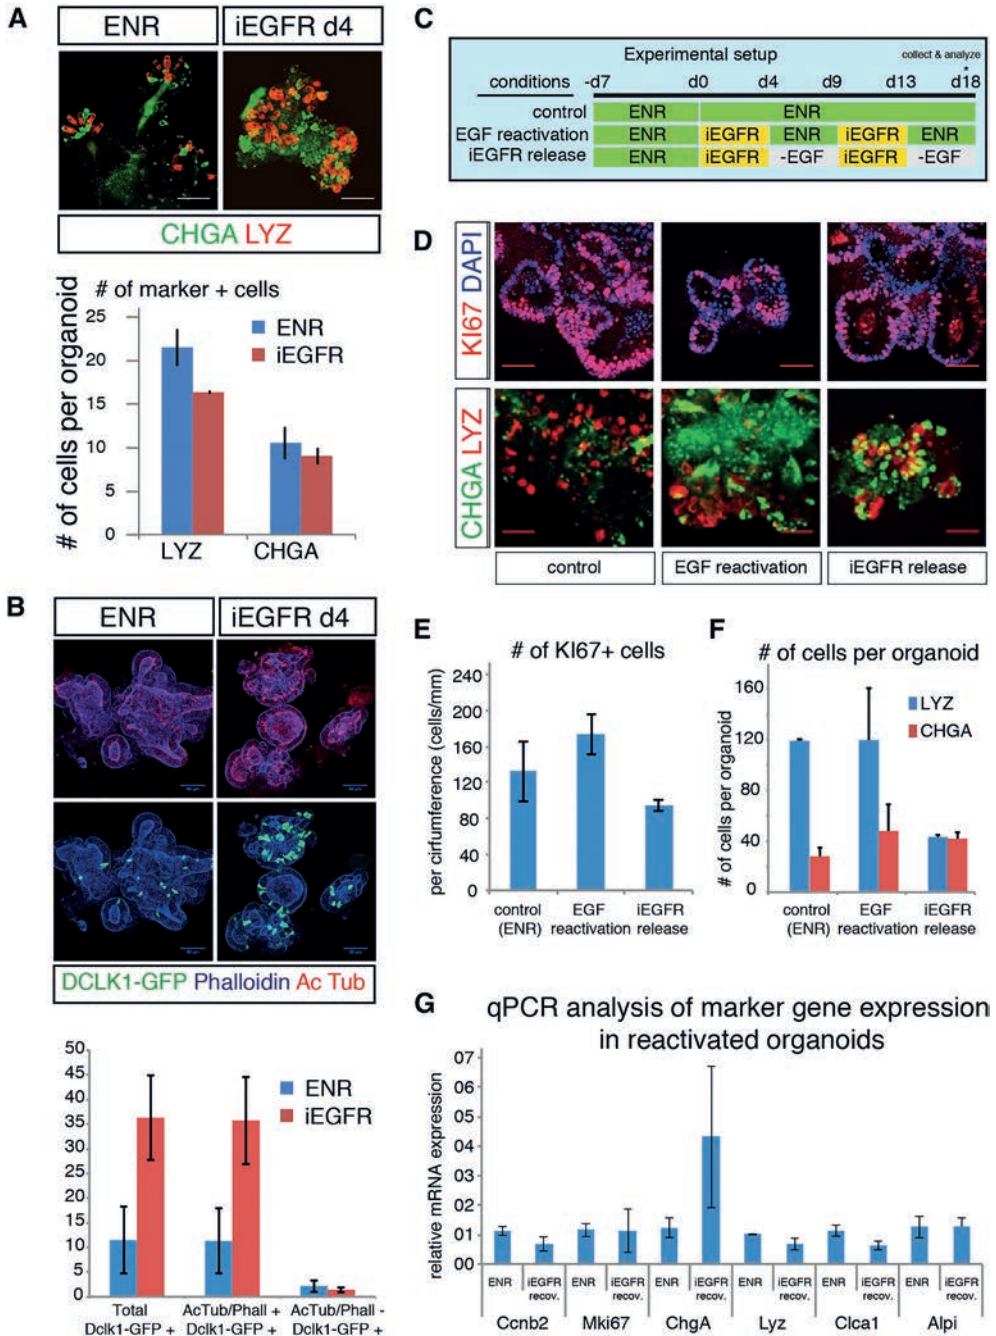 A
ENR
iEGFR d4
CHGA LYZ
# of marker + cells
# of cells per organoid
25
20
15
10
5
0
ENR
iEGFR
LYZ
CHGA
B
ENR
iEGFR d4
DCLK1-GFP Phalloidin Ac Tub
50
45
40
35
30
25
20
15
10
5
0
ENR
iEGFR
Total
Dclk1-GFP +
AcTub/Phall +
Dclk1-GFP +
AcTub/Phall -
Dclk1-GFP +
C
Experimental setup
collect & analyze
*
conditions
-d7
d0
d4
d9
d13
d18
control
ENR
ENR
EGF reactivation
ENR
iEGFR
ENR
iEGFR
ENR
iEGFR release
ENR
iEGFR
-EGF
iEGFR
-EGF
D
KI67 DAPI
CHGA LYZ
control
EGF reactivation
iEGFR release
E
# of KI67+ cells
per cirfumference (cells/mm)
240
200
160
120
80
40
0
control
(ENR)
EGF
reactivation
iEGFR
release
F
# of cells per organoid
# of cells per organoid
160
120
80
40
0
LYZ
CHGA
control
(ENR)
EGF
reactivation
iEGFR
release
G
qPCR analysis of marker gene expression
in reactivated organoids
relative mRNA expression
07
06
05
04
03
02
01
00
ENR
iEGFR
recov.
ENR
iEGFR
recov.
ENR
iEGFR
recov.
ENR
iEGFR
recov.
ENR
iEGFR
recov.
ENR
iEGFR
recov.
Ccnb2
Mki67
ChgA
Lyz
Clca1
Alpi